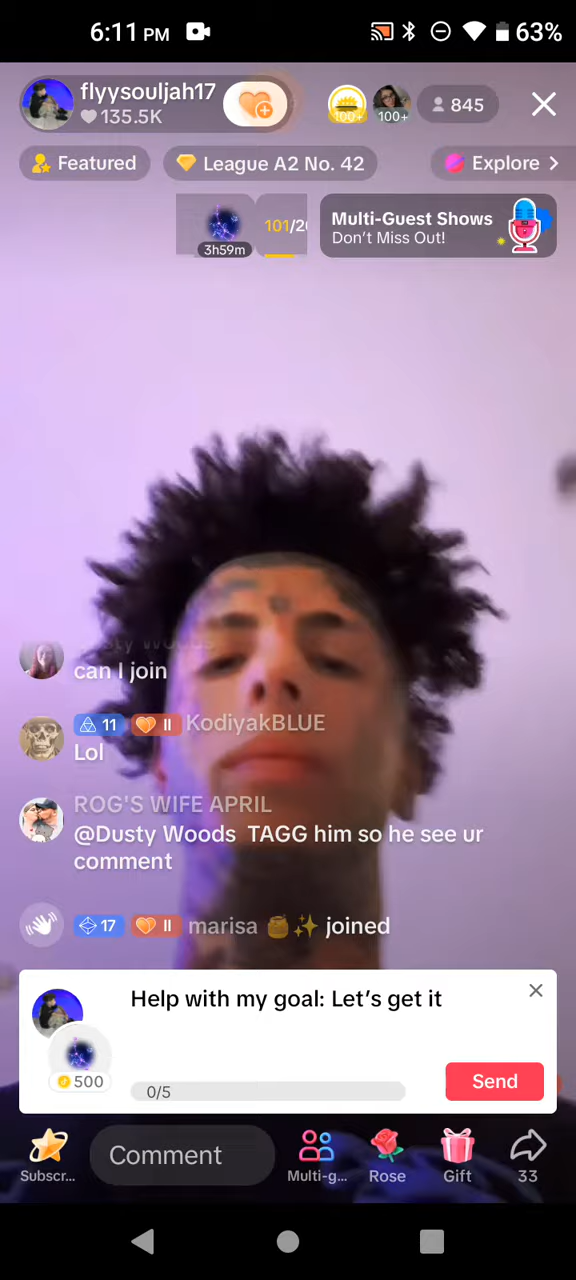 6:11 PM 63%
flyysouljah17
135.5K
100+ 100+ 845
Featured League A2 No. 42 Explore >
3h59m 101/2
Multi-Guest Shows
Don't Miss Out!
can I join
11 II KodiyakBLUE
Lol
ROG'S WIFE APRIL
@Dusty Woods TAGG him so he see ur
comment
17 II marisa 🍯✨ joined
Help with my goal: Let's get it
500 0/5 Send
Comment
Subscr... Multi-g... Rose Gift 33